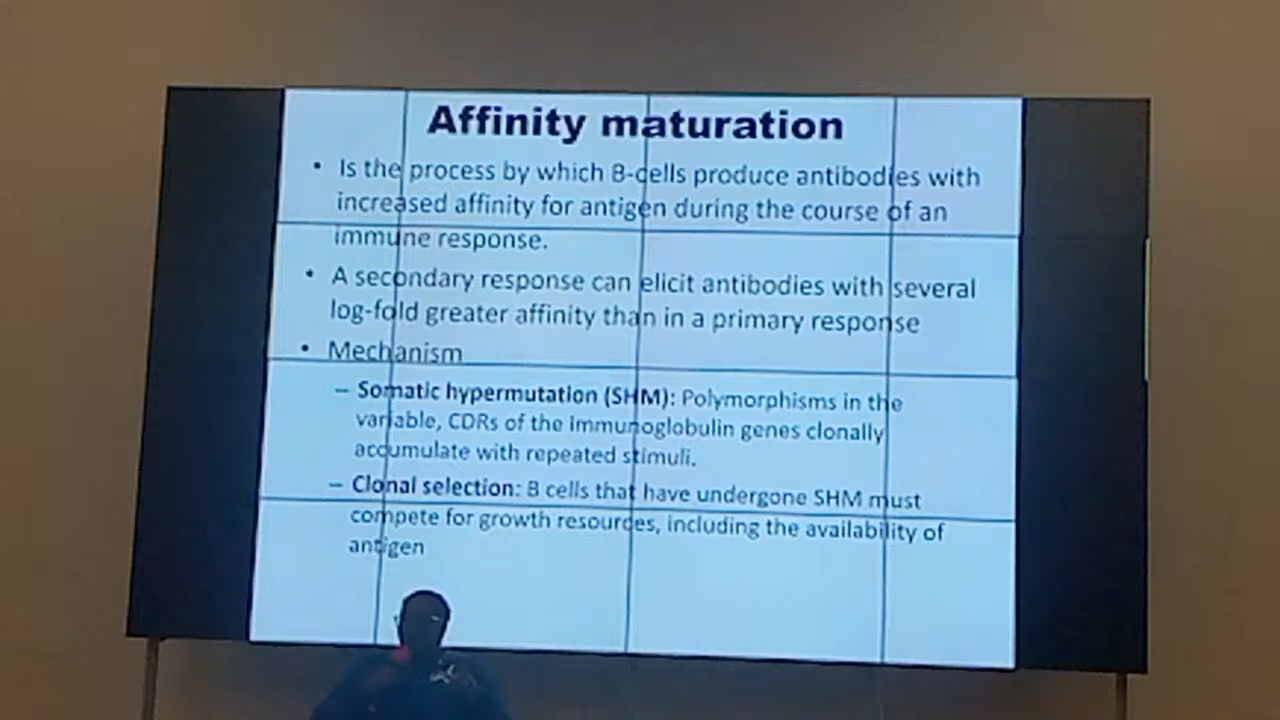 Affinity maturation
• Is the process by which B-cells produce antibodies with
increased affinity for antigen during the course of an
immune response.
• A secondary response can elicit antibodies with several
log-fold greater affinity than in a primary response
• Mechanism
– Somatic hypermutation (SHM): Polymorphisms in the
variable, CDRs of the immunoglobulin genes clonally
accumulate with repeated stimuli.
– Clonal selection: B cells that have undergone SHM must
compete for growth resources, including the availability of
antigen